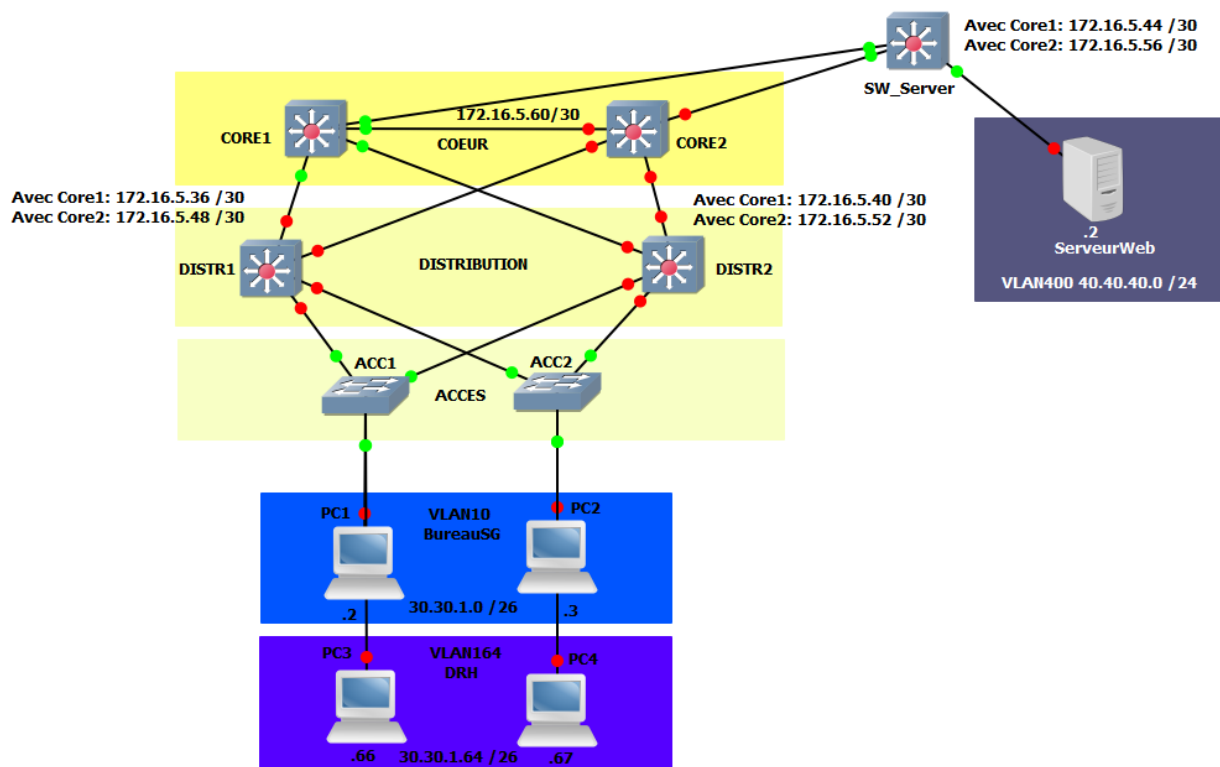 Avec Core1: 172.16.5.44 /30
Avec Core2: 172.16.5.56 /30
SW_Server
172.16.5.60/30
CORE1
COEUR
CORE2
Avec Core1: 172.16.5.36 /30
Avec Core2: 172.16.5.48 /30
Avec Core1: 172.16.5.40 /30
Avec Core2: 172.16.5.52 /30
.2
ServeurWeb
VLAN400 40.40.40.0 /24
DISTR1
DISTRIBUTION
DISTR2
ACC1
ACC2
ACCES
PC1
VLAN10
BureauSG
PC2
.2
30.30.1.0 /26
.3
PC3
VLAN164
DRH
PC4
.66
30.30.1.64 /26
.67